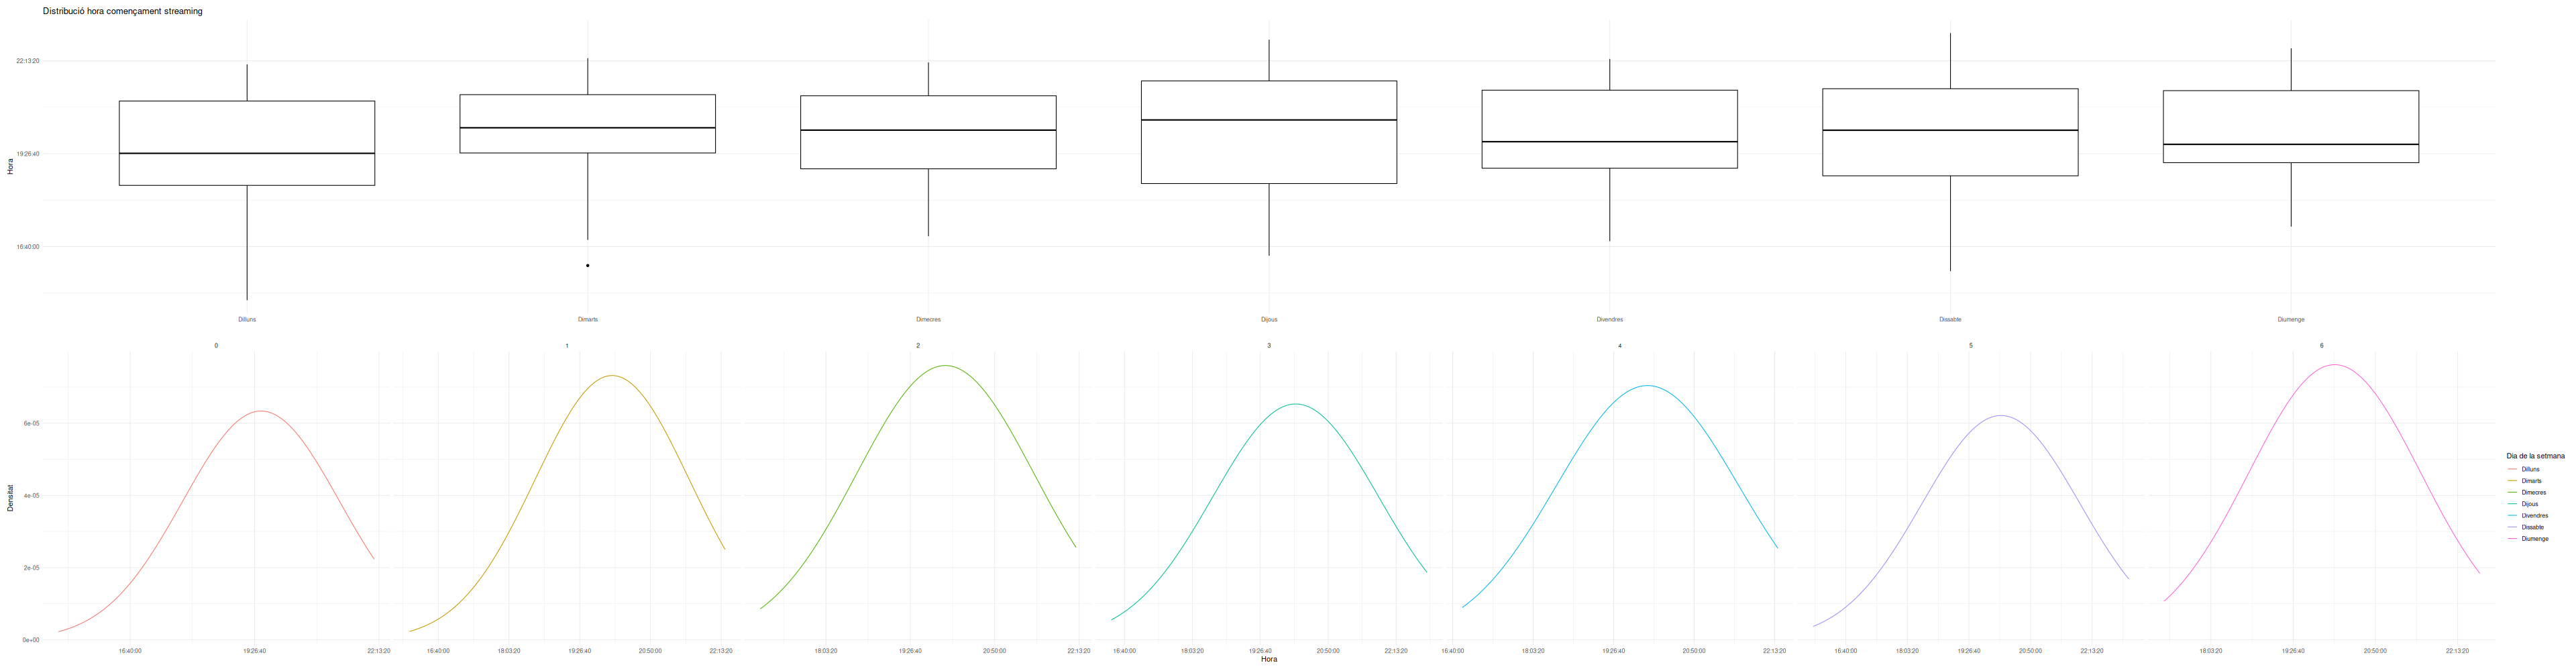 Distribució hora començament streaming
22:13:20
19:26:40
16:40:00
Hora
Dilluns Dimarts Dimecres Dijous Divendres Dissabte Diumenge
0 1 2 3 4 5 6
6e-05
4e-05
2e-05
0e+00
Densitat
16:40:00 19:26:40 22:13:20 16:40:00 18:03:20 19:26:40 20:50:00 22:13:20 18:03:20 19:26:40 20:50:00 22:13:20 16:40:00 18:03:20 19:26:40 20:50:00 22:13:20 16:40:00 18:03:20 19:26:40 20:50:00 22:13:20 16:40:00 18:03:20 19:26:40 20:50:00 22:13:20 18:03:20 19:26:40 20:50:00 22:13:20
Hora
Dia de la setmana
Dilluns
Dimarts
Dimecres
Dijous
Divendres
Dissabte
Diumenge